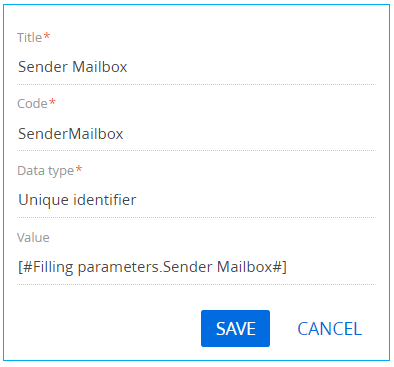 Title*
Sender Mailbox
Code*
SenderMailbox
Data type*
Unique identifier
Value
[#Filling parameters.Sender Mailbox#]
SAVE CANCEL